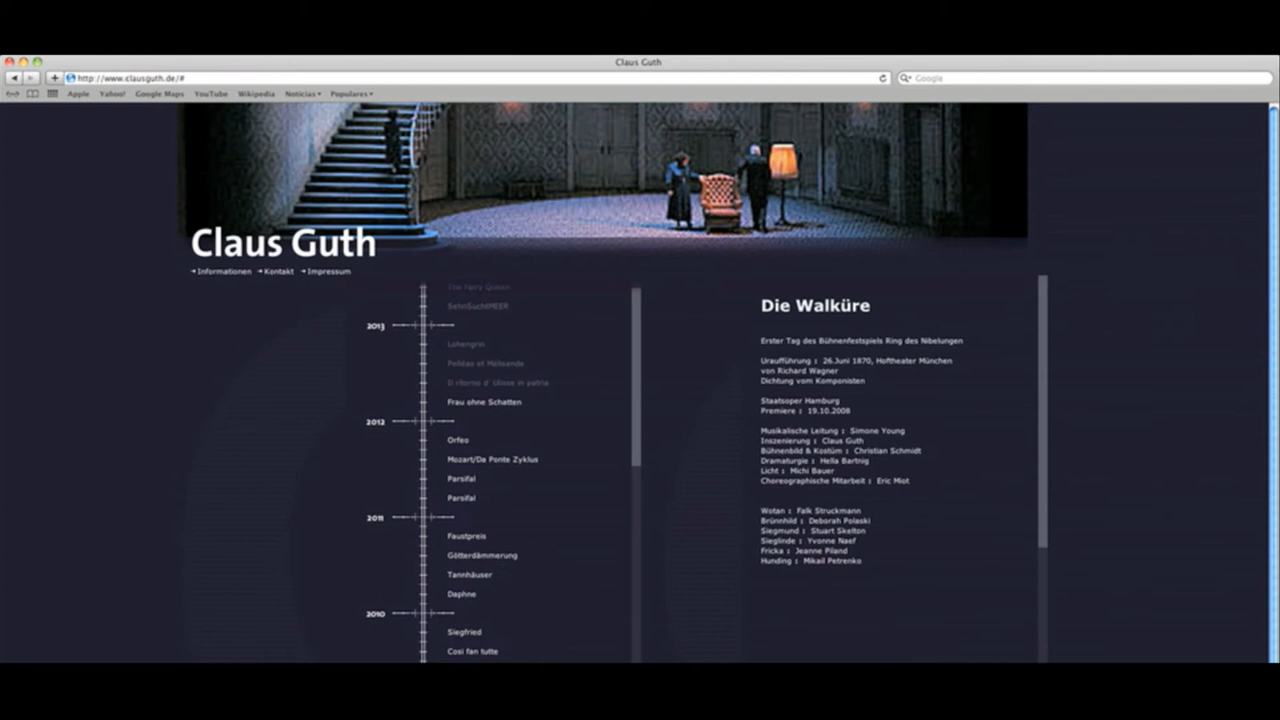 Claus Guth
http://www.clausguth.de/#
Google
Apple Yahoo! Google Maps YouTube Wikipedia Noticias Populares
Claus Guth
Informationen Kontakt Impressum
The Fairy Queen
SehnSuchtMEER
2013
Lohengrin
Pelléas et Mélisande
Il ritorno d' Ulisse in patria
Frau ohne Schatten
2012
Orfeo
Mozart/Da Ponte Zyklus
Parsifal
Parsifal
2011
Faustpreis
Götterdämmerung
Tannhäuser
Daphne
2010
Siegfried
Cosi fan tutte
Die Walküre
Erster Tag des Bühnenfestspiels Ring des Nibelungen
Uraufführung : 26.Juni 1870, Hoftheater München
von Richard Wagner
Dichtung vom Komponisten
Staatsoper Hamburg
Premiere : 19.10.2008
Musikalische Leitung : Simone Young
Inszenierung : Claus Guth
Bühnenbild & Kostüm : Christian Schmidt
Dramaturgie : Hella Bartnig
Licht : Michi Bauer
Choreographische Mitarbeit : Eric Miot
Wotan : Falk Struckmann
Brünnhild : Deborah Polaski
Siegmund : Stuart Skelton
Sieglinde : Yvonne Naef
Fricka : Jeanne Piland
Hunding : Mikail Petrenko